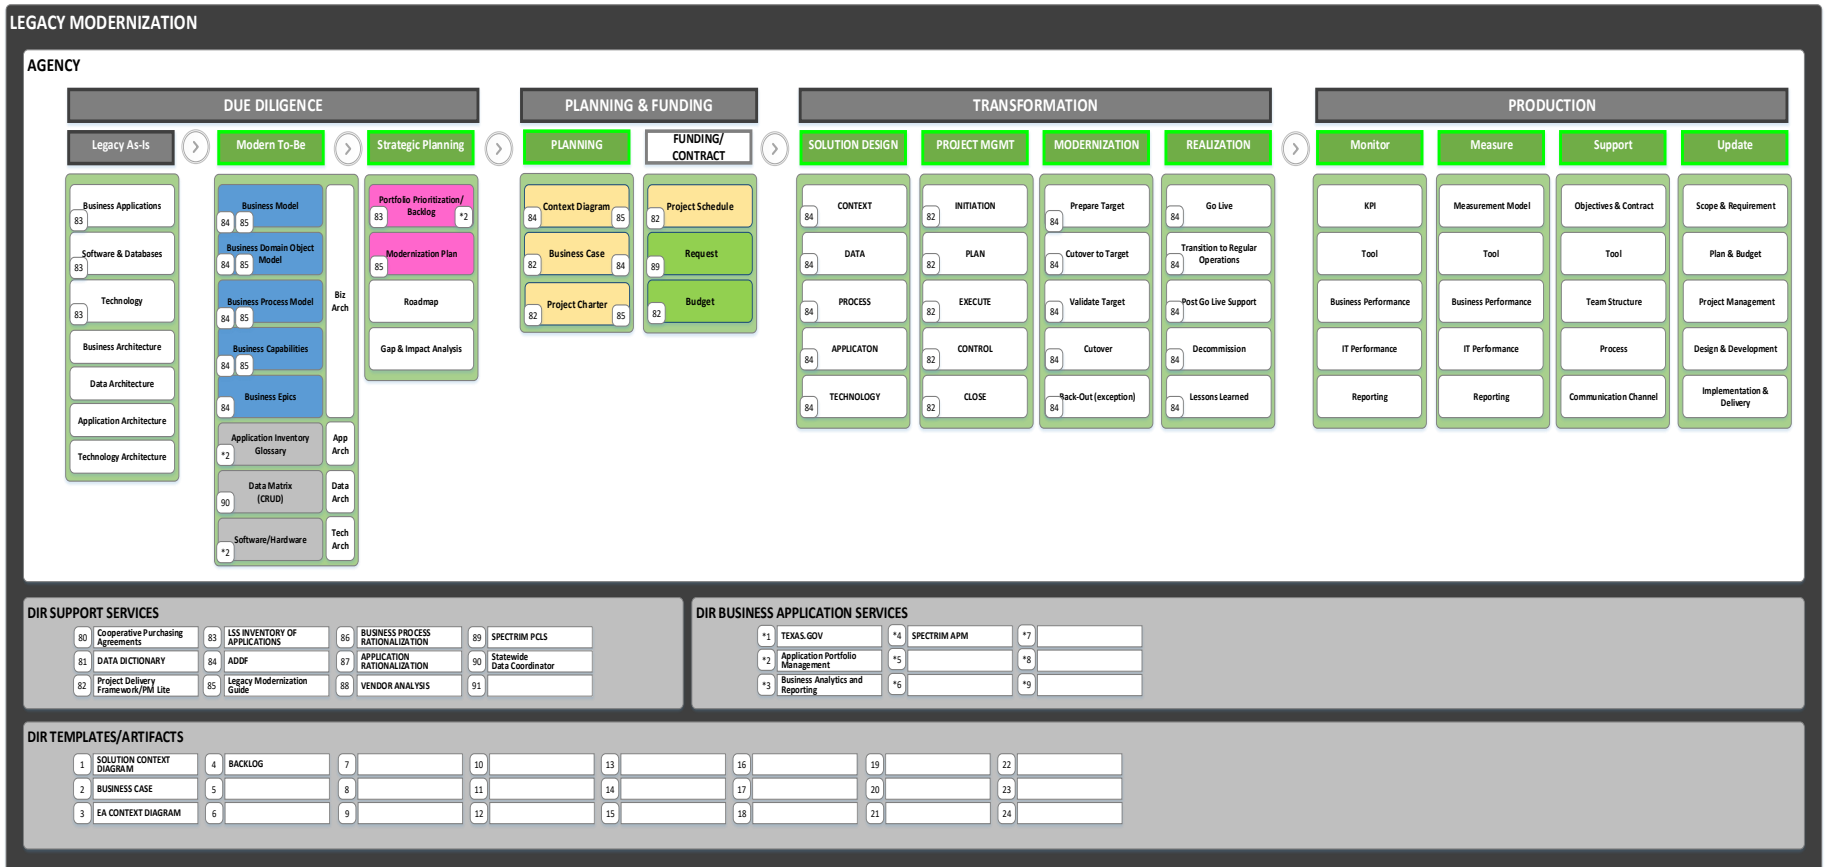 LEGACY MODERNIZATION
AGENCY
DUE DILIGENCE
PLANNING & FUNDING
TRANSFORMATION
PRODUCTION
Legacy As-Is
Modern To-Be
Strategic Planning
PLANNING
FUNDING/
CONTRACT
SOLUTION DESIGN
PROJECT MGMT
MODERNIZATION
REALIZATION
Monitor
Measure
Support
Update
Business Applications
83
Software & Databases
83
Technology
83
Business Architecture
Data Architecture
Application Architecture
Technology Architecture
Business Model
84 85
Business Domain Object
Model
84 85
Business Process Model
84 85
Business Capabilities
84 85
Business Epics
84
Biz
Arch
Application Inventory
Glossary
*2
App
Arch
Data Matrix
(CRUD)
90
Data
Arch
Software/Hardware
*2
Tech
Arch
Portfolio Prioritization/
Backlog
83 *2
Modernization Plan
85
Roadmap
Gap & Impact Analysis
Context Diagram
84 85
Business Case
82 84
Project Charter
82 85
Project Schedule
82
Request
89
Budget
82
CONTEXT
84
DATA
84
PROCESS
84
APPLICATON
84
TECHNOLOGY
84
INITIATION
82
PLAN
82
EXECUTE
82
CONTROL
82
CLOSE
82
Prepare Target
84
Cutover to Target
84
Validate Target
84
Cutover
84
Back-Out (exception)
84
Go Live
84
Transition to Regular
Operations
84
Post Go Live Support
84
Decommission
84
Lessons Learned
84
KPI
Tool
Business Performance
IT Performance
Reporting
Measurement Model
Tool
Business Performance
IT Performance
Reporting
Objectives & Contract
Tool
Team Structure
Process
Communication Channel
Scope & Requirement
Plan & Budget
Project Management
Design & Development
Implementation &
Delivery
DIR SUPPORT SERVICES
80 Cooperative Purchasing
Agreements
81 DATA DICTIONARY
82 Project Delivery
Framework/PM Lite
83 LSS INVENTORY OF
APPLICATIONS
84 ADDF
85 Legacy Modernization
Guide
86 BUSINESS PROCESS
RATIONALIZATION
87 APPLICATION
RATIONALIZATION
88 VENDOR ANALYSIS
89 SPECTRIM PCLS
90 Statewide
Data Coordinator
91
DIR BUSINESS APPLICATION SERVICES
*1 TEXAS.GOV
*2 Application Portfolio
Management
*3 Business Analytics and
Reporting
*4 SPECTRIM APM
*5
*6
*7
*8
*9
DIR TEMPLATES/ARTIFACTS
1 SOLUTION CONTEXT
DIAGRAM
2 BUSINESS CASE
3 EA CONTEXT DIAGRAM
4 BACKLOG
5
6
7
8
9
10
11
12
13
14
15
16
17
18
19
20
21
22
23
24